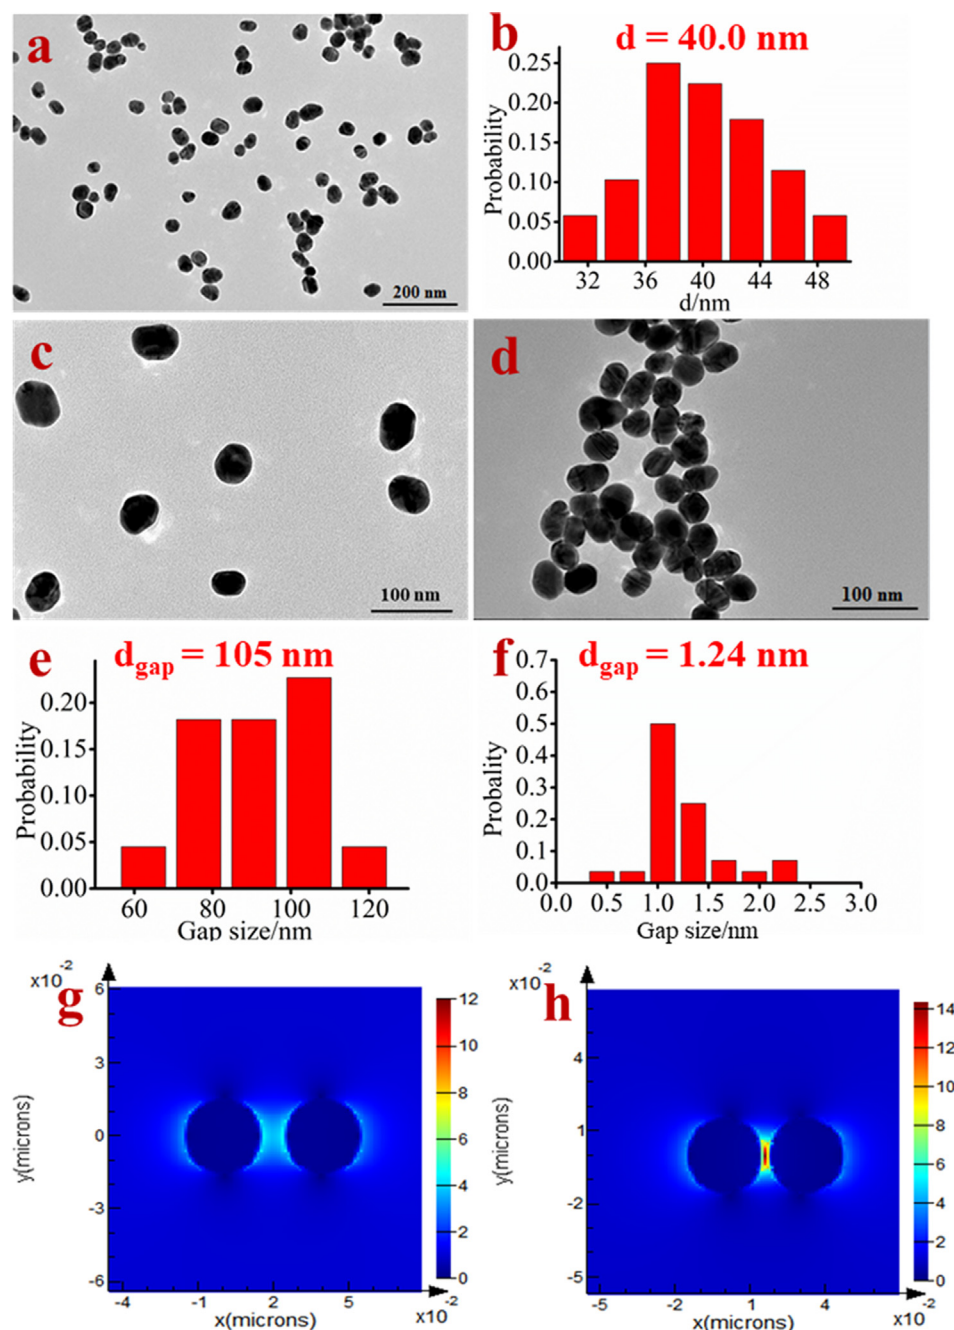 a
200 nm
b
d = 40.0 nm
Probability
0.25
0.20
0.15
0.10
0.05
0.00
32 36 40 44 48
d/nm
c
100 nm
d
100 nm
e
d_gap = 105 nm
Probability
0.20
0.15
0.10
0.05
0.00
60 80 100 120
Gap size/nm
f
d_gap = 1.24 nm
Probality
0.7
0.6
0.5
0.4
0.3
0.2
0.1
0.0
0.0 0.5 1.0 1.5 2.0 2.5 3.0
Gap size/nm
g
x10 -2
y(microns)
6
3
0
-3
-6
-4 -1 2 5
x(microns)
x10 -2
12
10
8
6
4
2
0
h
x10 -2
y(microns)
4
1
-2
-5
-5 -2 1 4
x(microns)
x10 -2
14
12
10
8
6
4
2
0